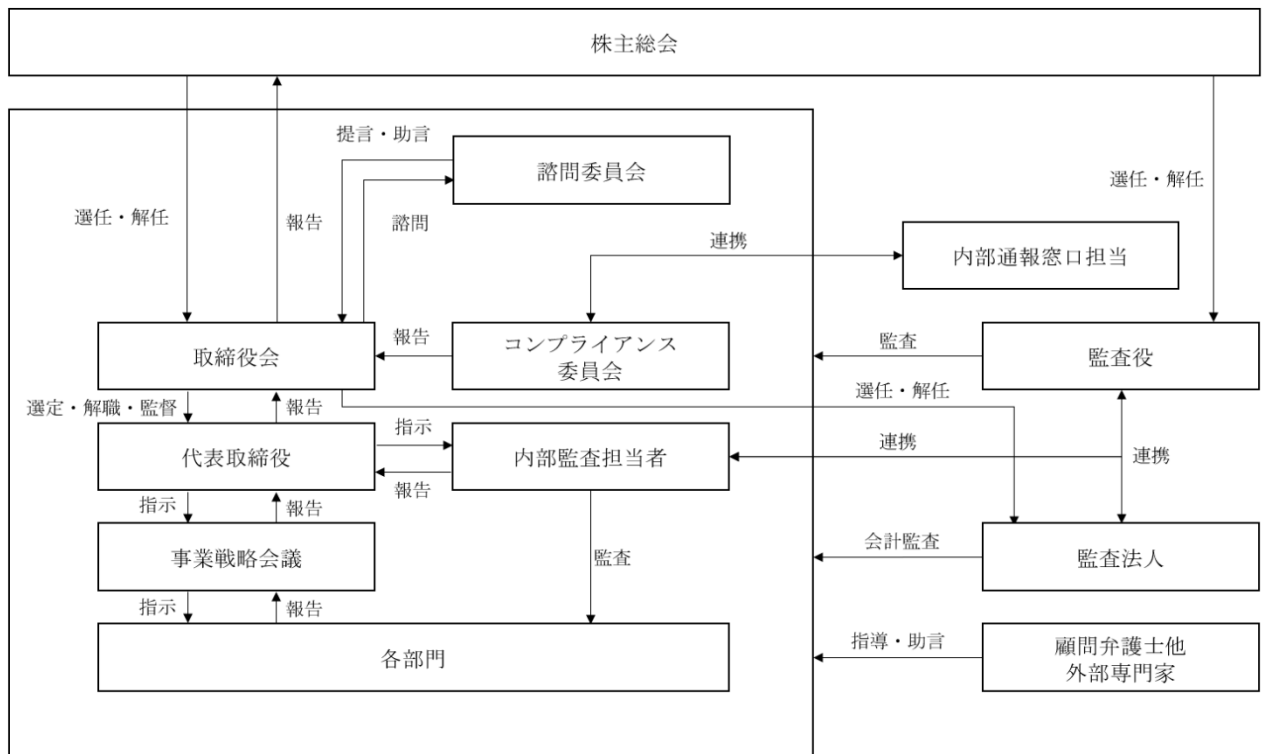 株主総会
提言・助言
諮問委員会
選任・解任
選任・解任
報告
諮問
連携
内部通報窓口担当
取締役会
報告
コンプライアンス
委員会
監査
監査役
選任・解任
選定・解職・監督
報告
代表取締役
指示
報告
内部監査担当者
連携
連携
指示
報告
事業戦略会議
監査
会計監査
監査法人
指示
報告
各部門
指導・助言
顧問弁護士他
外部専門家